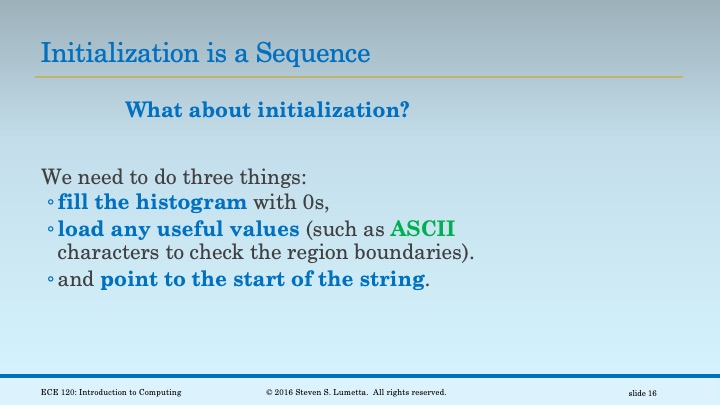 Initialization is a Sequence
What about initialization?
We need to do three things:
◦ fill the histogram with 0s,
◦ load any useful values (such as ASCII
characters to check the region boundaries).
◦ and point to the start of the string.
ECE 120: Introduction to Computing © 2016 Steven S. Lumetta. All rights reserved. slide 16